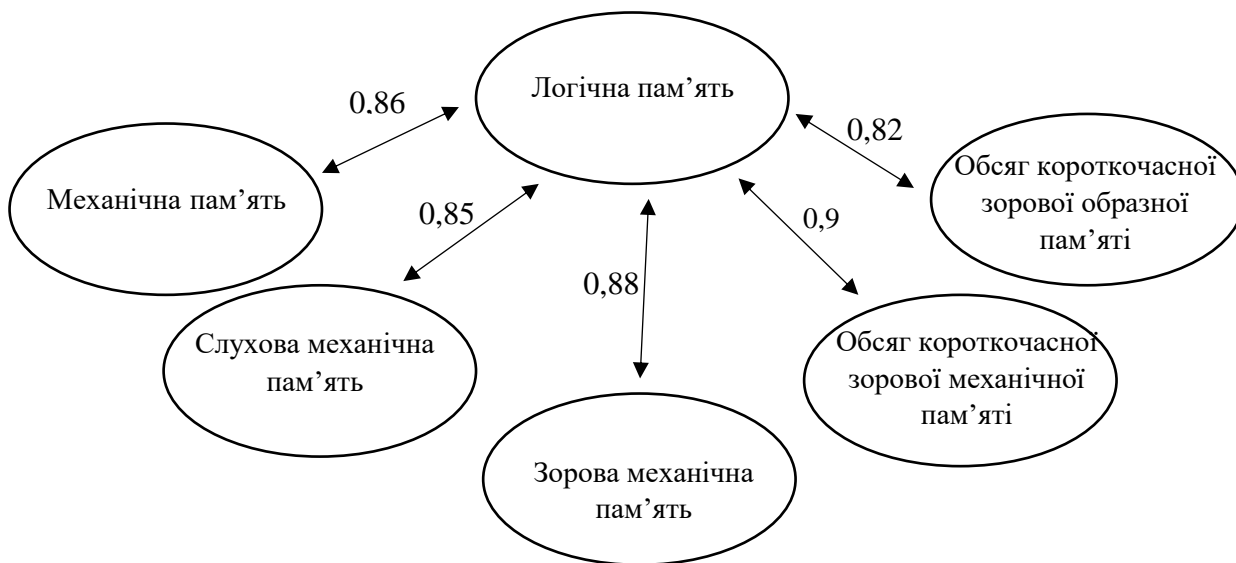 Логічна пам’ять
0,86
0,82
Механічна пам’ять
Обсяг короткочасної
зорової образної
пам’яті
0,85
0,9
0,88
Слухова механічна
пам’ять
Обсяг короткочасної
зорової механічної
пам’яті
Зорова механічна
пам’ять